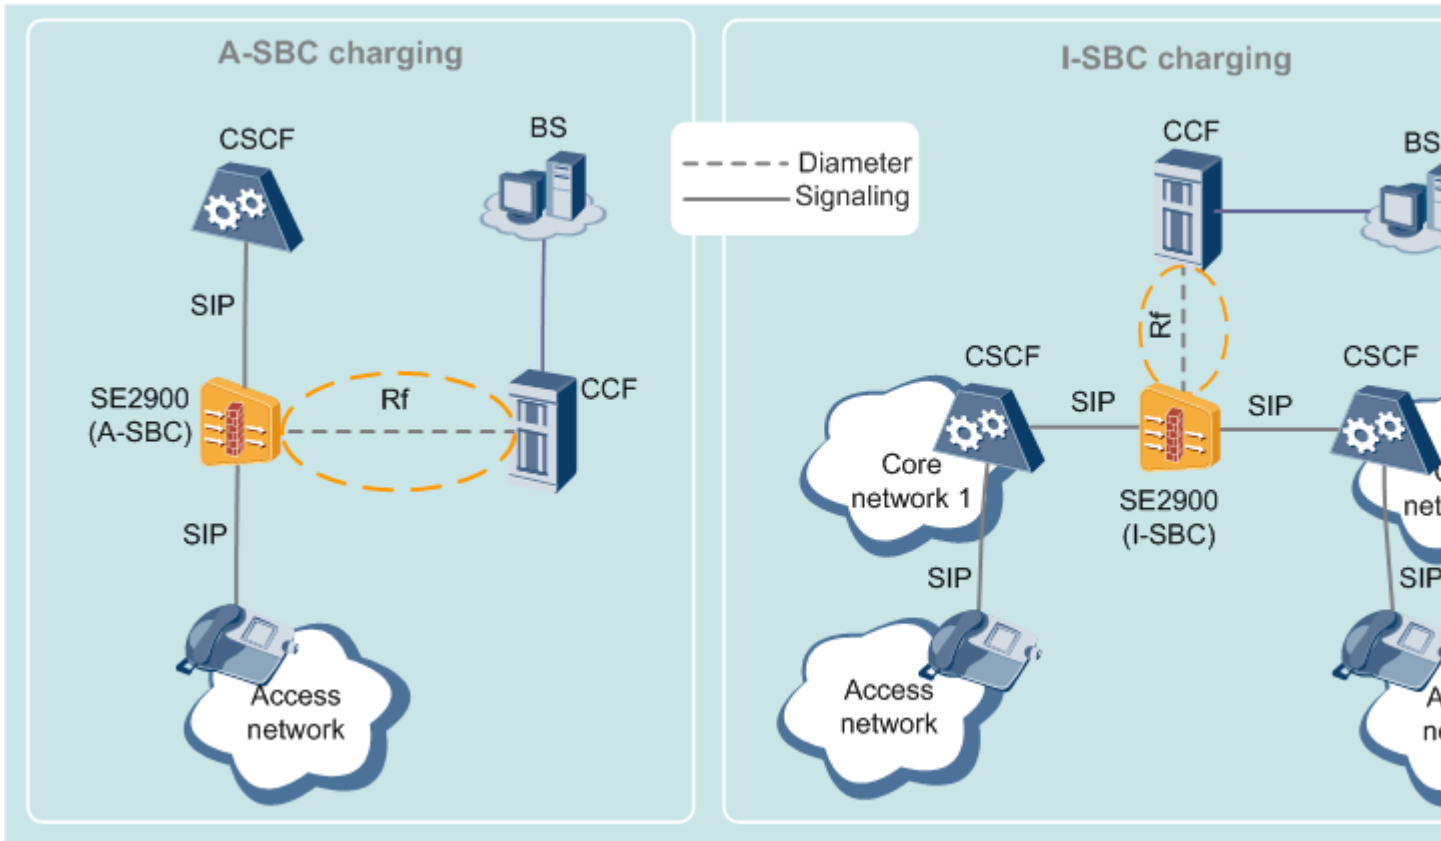 A-SBC charging
CSCF
BS
SIP
SE2900
(A-SBC)
Rf
CCF
SIP
Access
network
Diameter
Signaling
I-SBC charging
CCF
BS
Rf
CSCF
CSCF
SIP
SIP
Core
network 1
SE2900
(I-SBC)
SIP
SIP
Access
network